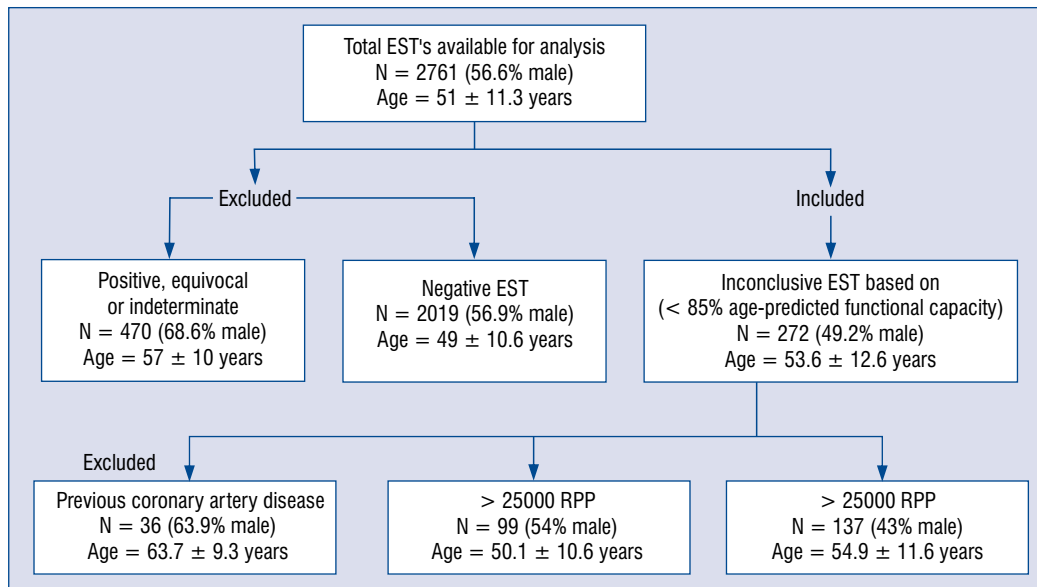 Total EST's available for analysis
N = 2761 (56.6% male)
Age = 51 ± 11.3 years
Excluded
Included
Positive, equivocal
or indeterminate
N = 470 (68.6% male)
Age = 57 ± 10 years
Negative EST
N = 2019 (56.9% male)
Age = 49 ± 10.6 years
Inconclusive EST based on
(< 85% age-predicted functional capacity)
N = 272 (49.2% male)
Age = 53.6 ± 12.6 years
Excluded
Previous coronary artery disease
N = 36 (63.9% male)
Age = 63.7 ± 9.3 years
> 25000 RPP
N = 99 (54% male)
Age = 50.1 ± 10.6 years
> 25000 RPP
N = 137 (43% male)
Age = 54.9 ± 11.6 years